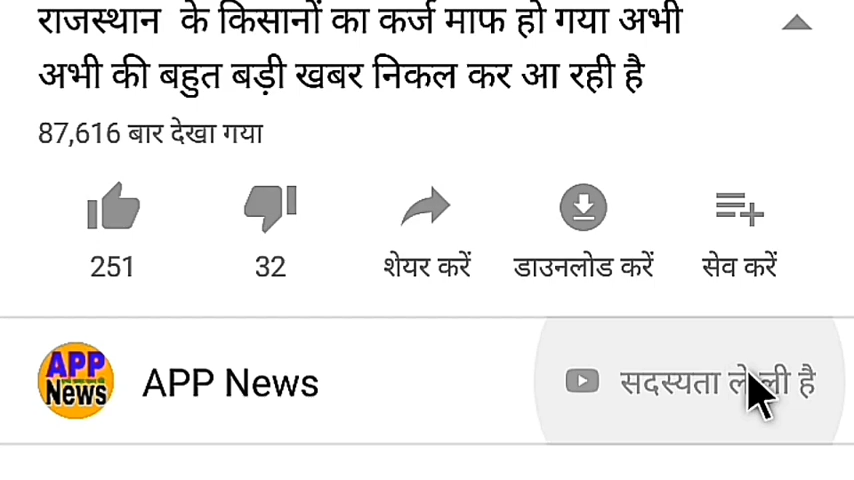 राजस्थान के किसानों का कर्ज माफ हो गया अभी
अभी की बहुत बड़ी खबर निकल कर आ रही है
87,616 बार देखा गया
251 32 शेयर करें डाउनलोड करें सेव करें
APP
News
APP News
सदस्यता ले ली है